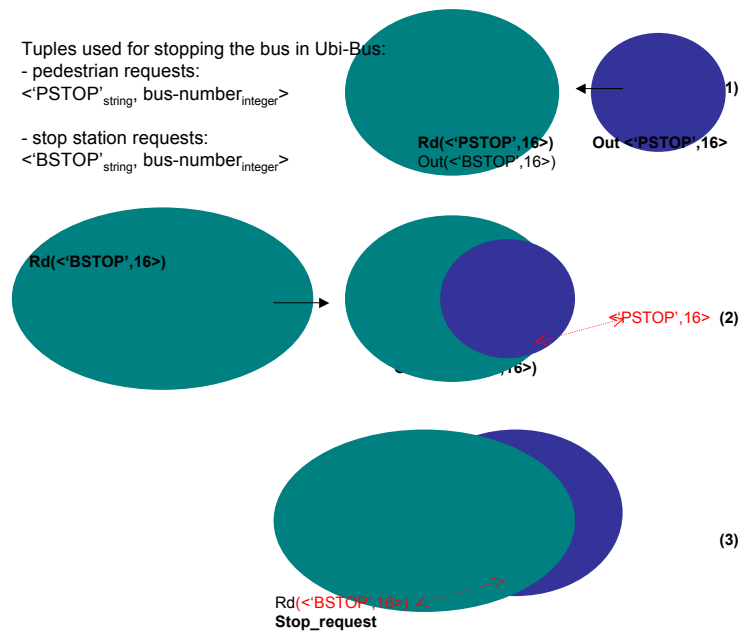 Tuples used for stopping the bus in Ubi-Bus:
- pedestrian requests:
<‘PSTOP’string, bus-numberinteger>
- stop station requests:
<‘BSTOP’string, bus-numberinteger>
1)
Rd(<‘PSTOP’,16>)
Out(<‘BSTOP’,16>)
Out <‘PSTOP’,16>
Rd(<‘BSTOP’,16>)
<‘PSTOP’,16> (2)
,16>)
(3)
Rd(<‘BSTOP’,16>)
Stop_request